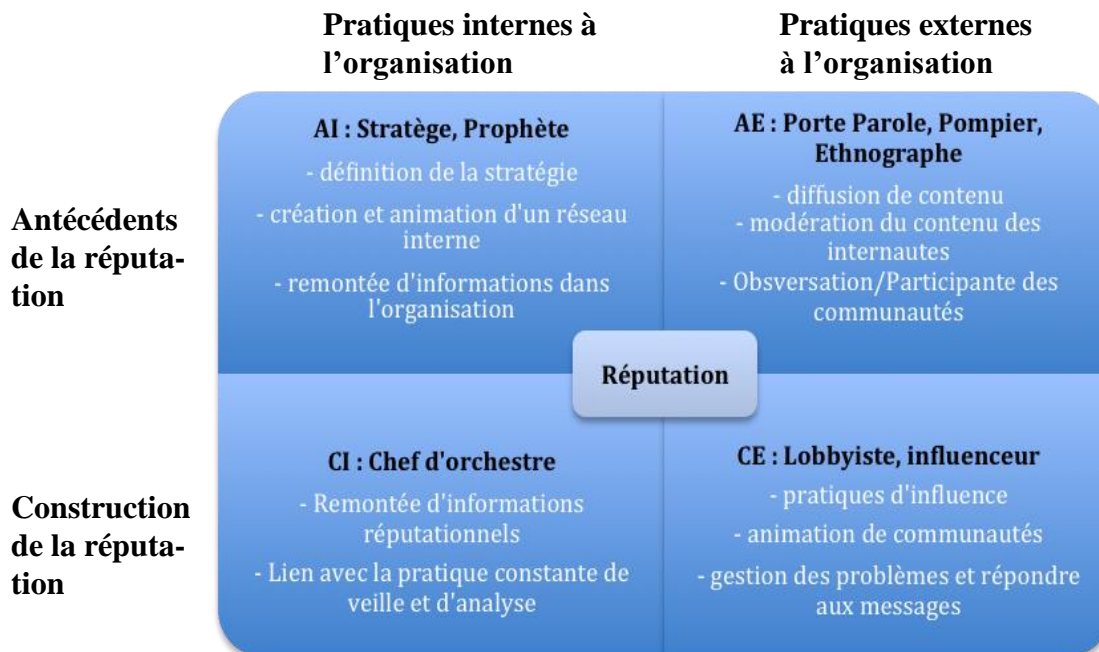 Pratiques internes à
l’organisation
Pratiques externes
à l’organisation
Antécédents
de la réputa-
tion
AI : Stratège, Prophète
- définition de la stratégie
- création et animation d'un réseau
interne
- remontée d'informations dans
l'organisation
AE : Porte Parole, Pompier,
Ethnographe
- diffusion de contenu
- modération du contenu des
internautes
- Obsversation/Participante des
communautés
Réputation
Construction
de la réputa-
tion
CI : Chef d'orchestre
- Remontée d'informations
réputationnels
- Lien avec la pratique constante de
veille et d'analyse
CE : Lobbyiste, influenceur
- pratiques d'influence
- animation de communautés
- gestion des problèmes et répondre
aux messages